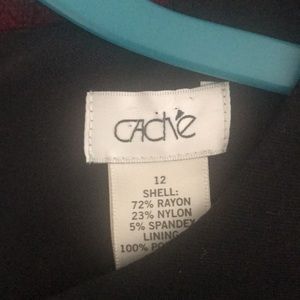 CACHÉ
12
SHELL:
72% RAYON
23% NYLON
5% SPANDEX
LINING
100%